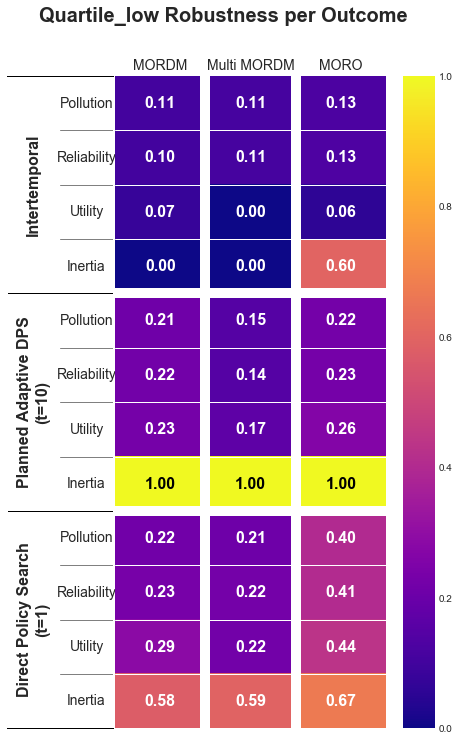 Quartile_low Robustness per Outcome
MORDM Multi MORDM MORO
Intertemporal
Pollution 0.11 0.11 0.13
Reliability 0.10 0.11 0.13
Utility 0.07 0.00 0.06
Inertia 0.00 0.00 0.60
Planned Adaptive DPS
(t=10)
Pollution 0.21 0.15 0.22
Reliability 0.22 0.14 0.23
Utility 0.23 0.17 0.26
Inertia 1.00 1.00 1.00
Direct Policy Search
(t=1)
Pollution 0.22 0.21 0.40
Reliability 0.23 0.22 0.41
Utility 0.29 0.22 0.44
Inertia 0.58 0.59 0.67
1.0
0.8
0.6
0.4
0.2
0.0